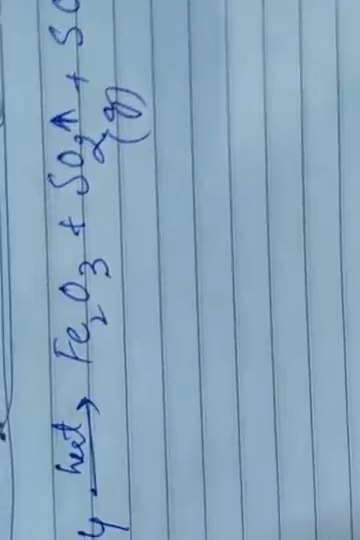 4 heat → Fe2O3 + SO2↑ + SO
(g)